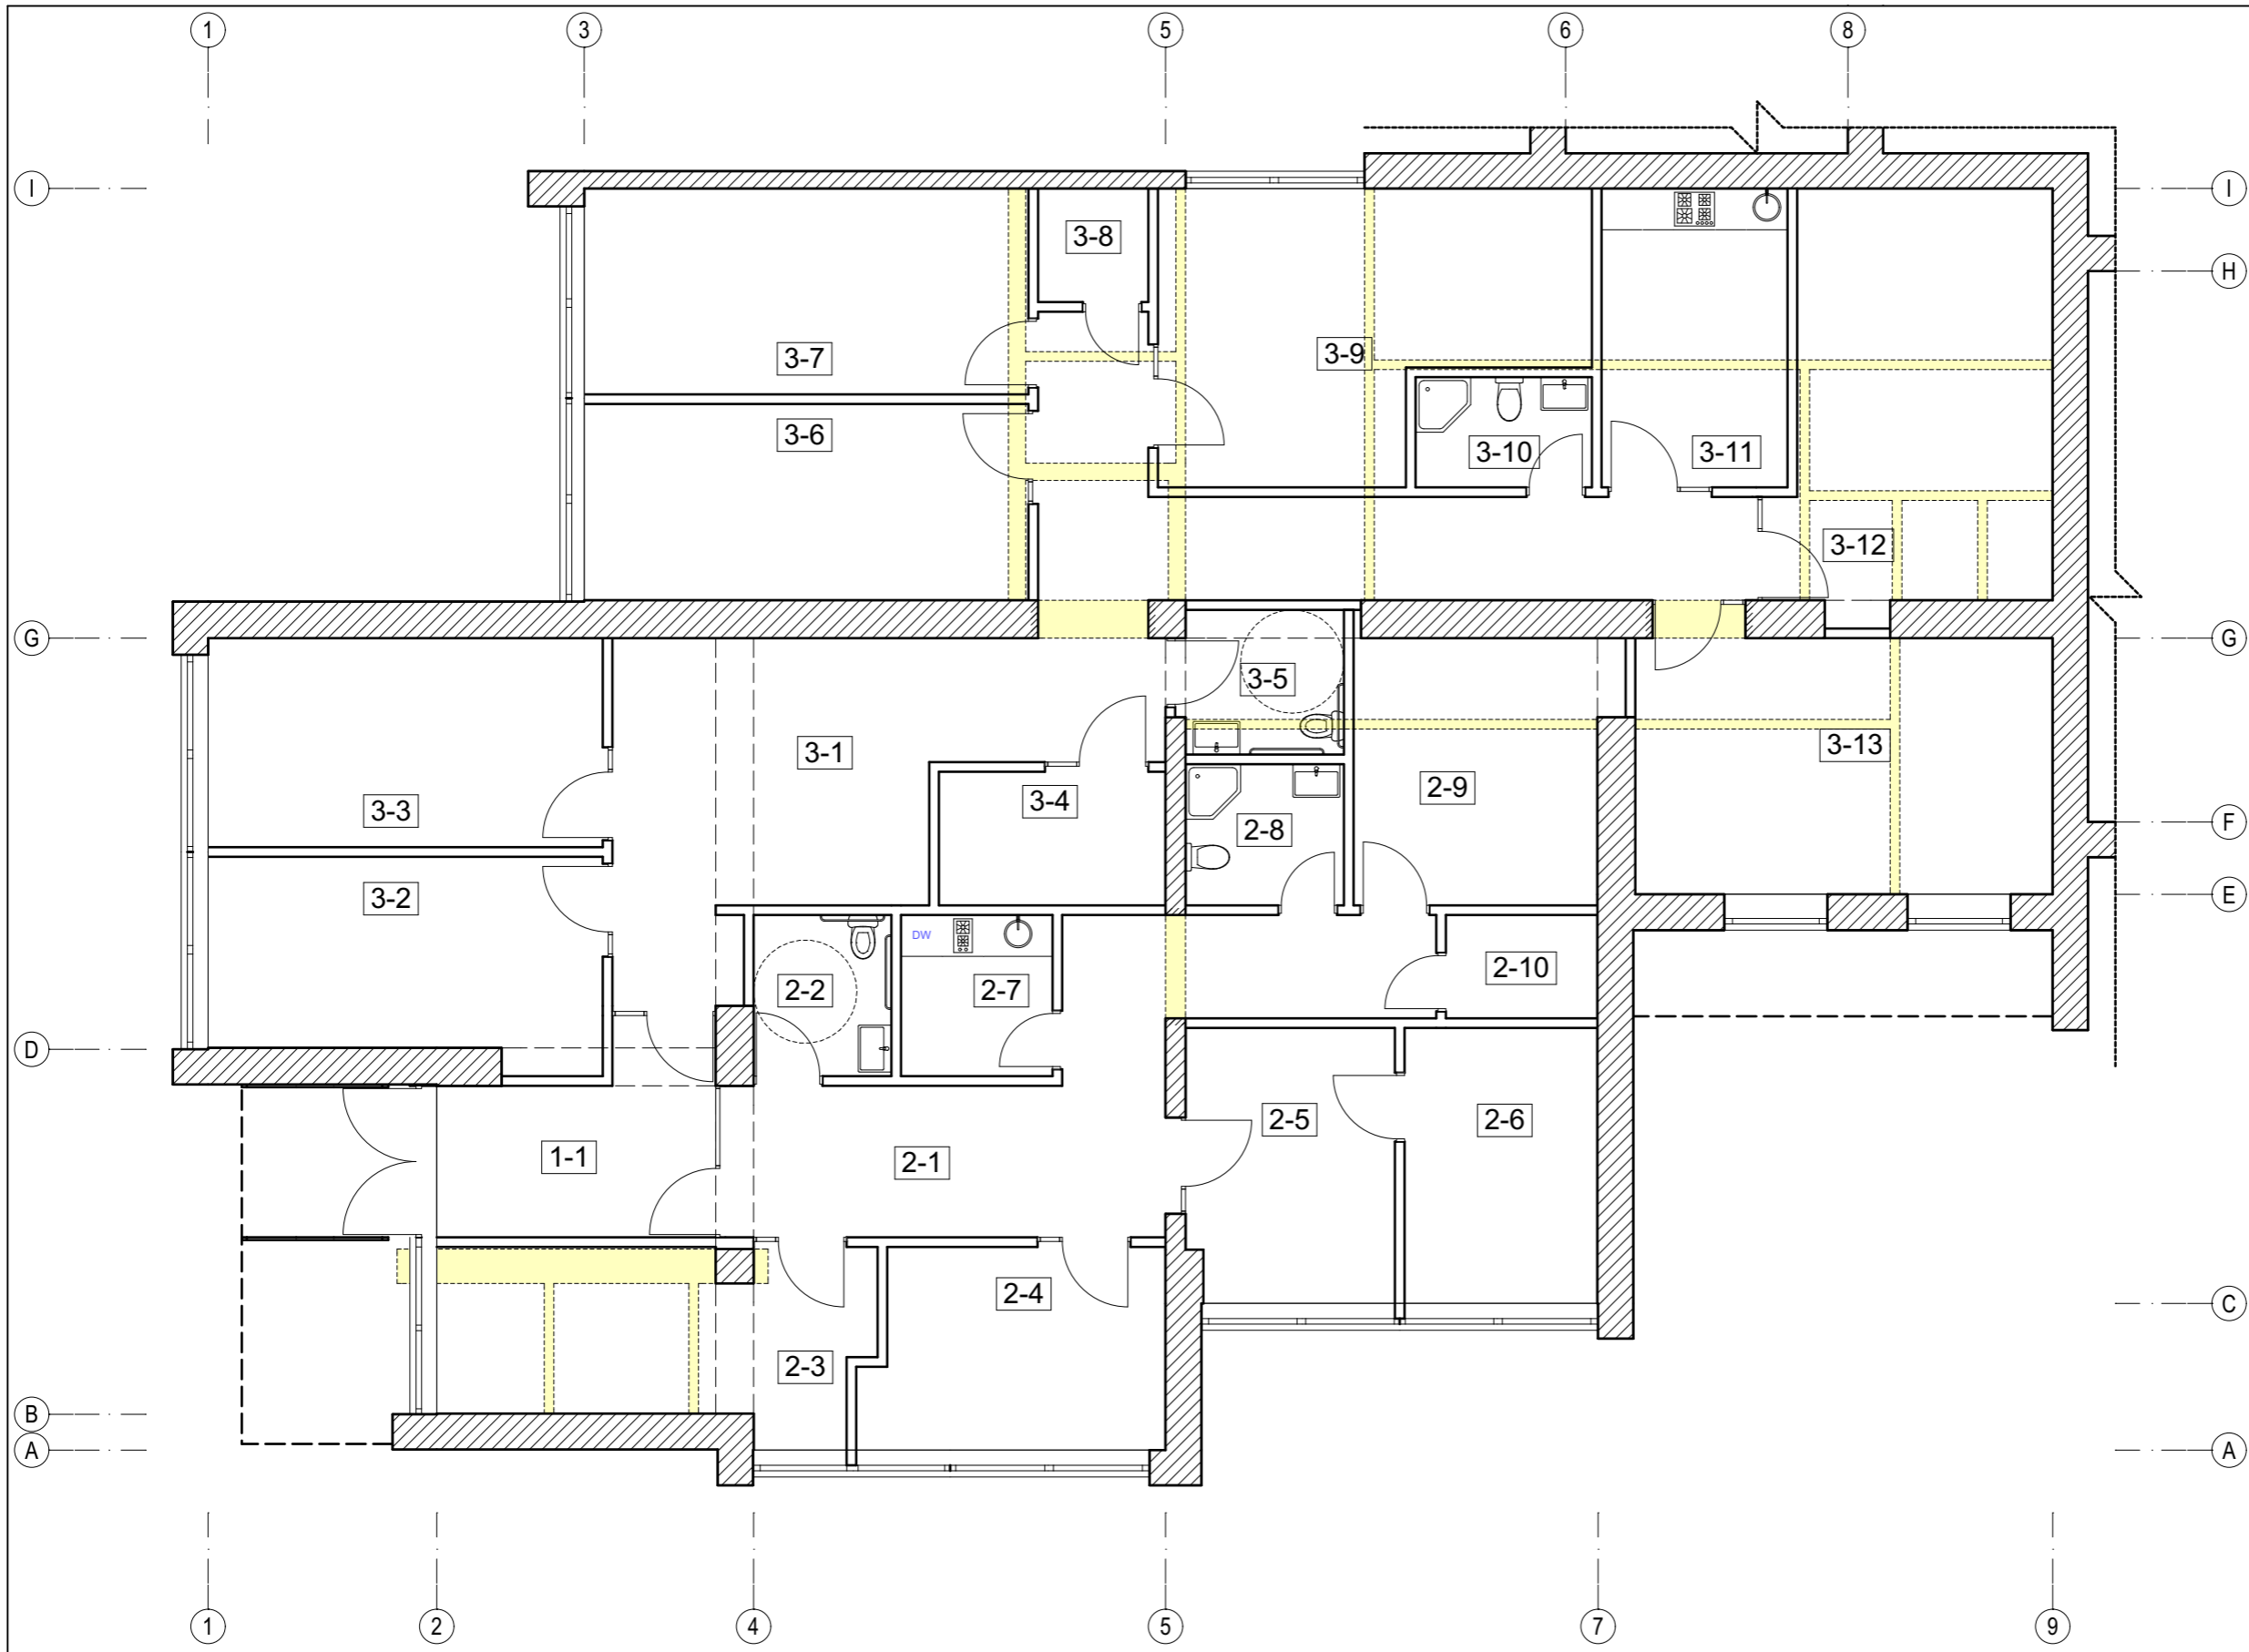 1 3 5 6 8
I I
3-8
H
3-7 3-9
3-6
3-10 3-11
3-12
G G
3-5
3-1 3-13
3-3 3-4 2-9
2-8 F
3-2 E
DW
2-2 2-7 2-10
D
2-5 2-6
1-1 2-1
2-4 C
2-3
B
A A
1 2 4 5 7 9